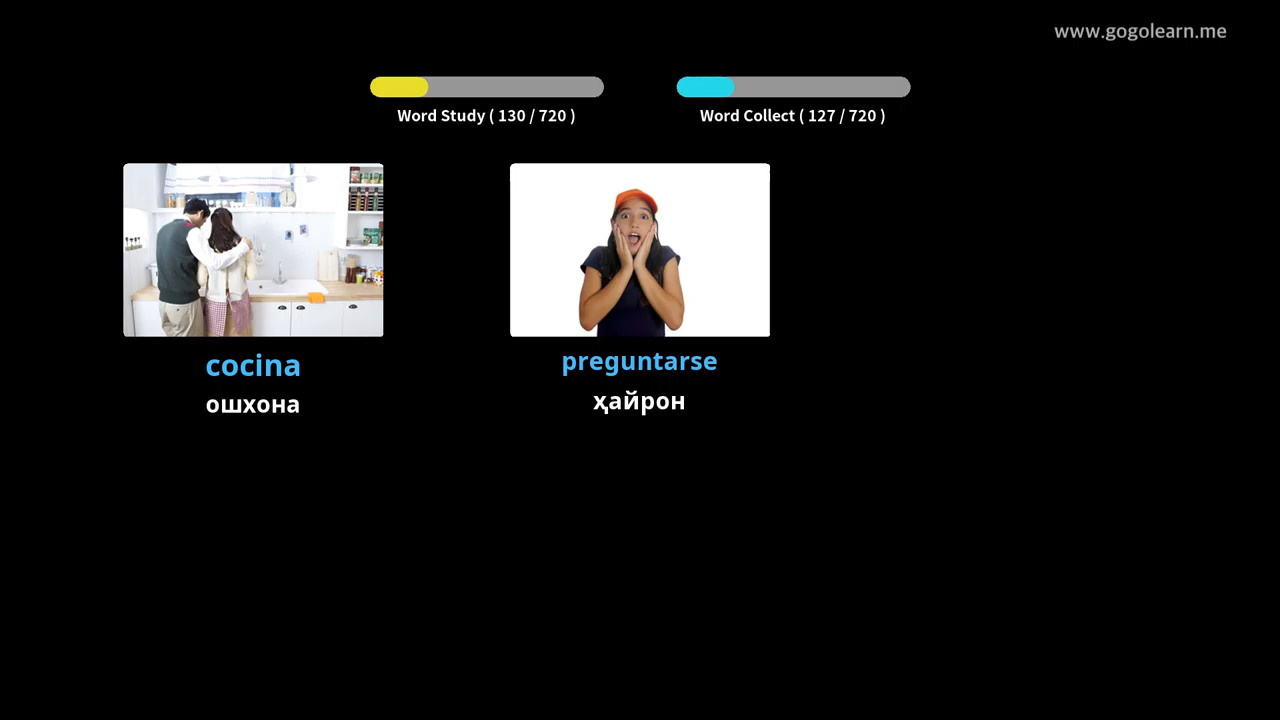 www.gogolearn.me
Word Study ( 130 / 720 )
Word Collect ( 127 / 720 )
cocina
ошхона
preguntarse
ҳайрон